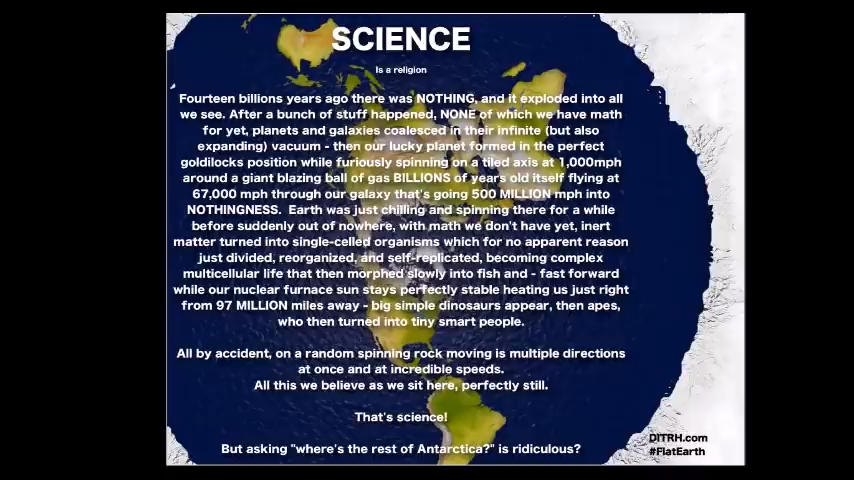 SCIENCE
Is a religion
Fourteen billions years ago there was NOTHING, and it exploded into all
we see. After a bunch of stuff happened, NONE of which we have math
for yet, planets and galaxies coalesced in their infinite (but also
expanding) vacuum - then our lucky planet formed in the perfect
goldilocks position while furiously spinning on a tiled axis at 1,000mph
around a giant blazing ball of gas BILLIONS of years old itself flying at
67,000 mph through our galaxy that's going 500 MILLION mph into
NOTHINGNESS. Earth was just chilling and spinning there for a while
before suddenly out of nowhere, with math we don't have yet, inert
matter turned into single-celled organisms which for no apparent reason
just divided, reorganized, and self-replicated, becoming complex
multicellular life that then morphed slowly into fish and - fast forward
while our nuclear furnace sun stays perfectly stable heating us just right
from 97 MILLION miles away - big simple dinosaurs appear, then apes,
who then turned into tiny smart people.
All by accident, on a random spinning rock moving is multiple directions
at once and at incredible speeds.
All this we believe as we sit here, perfectly still.
That's science!
But asking "where's the rest of Antarctica?" is ridiculous?
DITRH.com
#FlatEarth